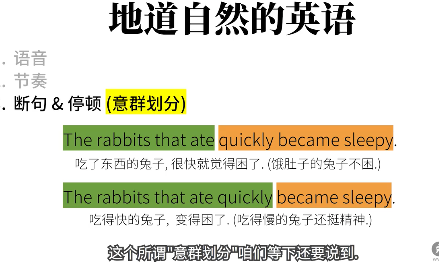 地道自然的英语
. 语音
. 节奏
. 断句 & 停顿 (意群划分)
The rabbits that ate quickly became sleepy.
吃了东西的兔子, 很快就觉得困了. (饿肚子的兔子不困.)
The rabbits that ate quickly became sleepy.
吃得快的兔子, 变得困了. (吃得慢的兔子还挺精神.)
这个所谓"意群划分"咱们等下还要说到.